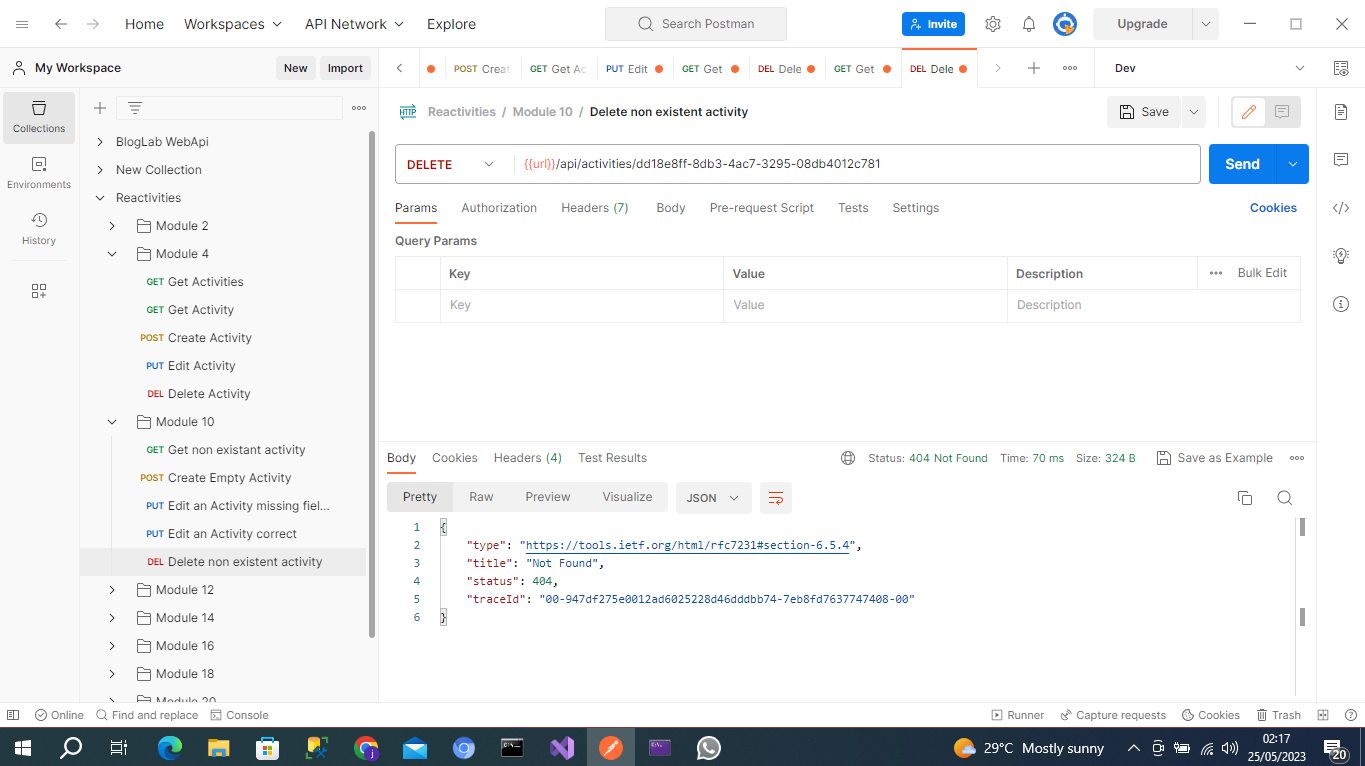 Home Workspaces API Network Explore Search Postman Invite Upgrade
My Workspace New Import
POST Creat GET Get Ac PUT Edit GET Get DEL Dele GET Get DEL Dele Dev
Collections
Environments
History
BlogLab WebApi
New Collection
Reactivities
Module 2
Module 4
GET Get Activities
GET Get Activity
POST Create Activity
PUT Edit Activity
DEL Delete Activity
Module 10
GET Get non existant activity
POST Create Empty Activity
PUT Edit an Activity missing fiel...
PUT Edit an Activity correct
DEL Delete non existent activity
Module 12
Module 14
Module 16
Module 18
Module 20
HTTP Reactivities / Module 10 / Delete non existent activity Save
DELETE {{url}}/api/activities/dd18e8ff-8db3-4ac7-3295-08db4012c781 Send
Params Authorization Headers (7) Body Pre-request Script Tests Settings Cookies
Query Params
Key Value Description Bulk Edit
Key Value Description
Body Cookies Headers (4) Test Results Status: 404 Not Found Time: 70 ms Size: 324 B Save as Example
Pretty Raw Preview Visualize JSON
1 {
2 "type": "https://tools.ietf.org/html/rfc7231#section-6.5.4",
3 "title": "Not Found",
4 "status": 404,
5 "traceId": "00-947df275e0012ad6025228d46dddbb74-7eb8fd7637747408-00"
6 }
Online Find and replace Console Runner Capture requests Cookies Trash
29°C Mostly sunny 02:17
25/05/2023
20